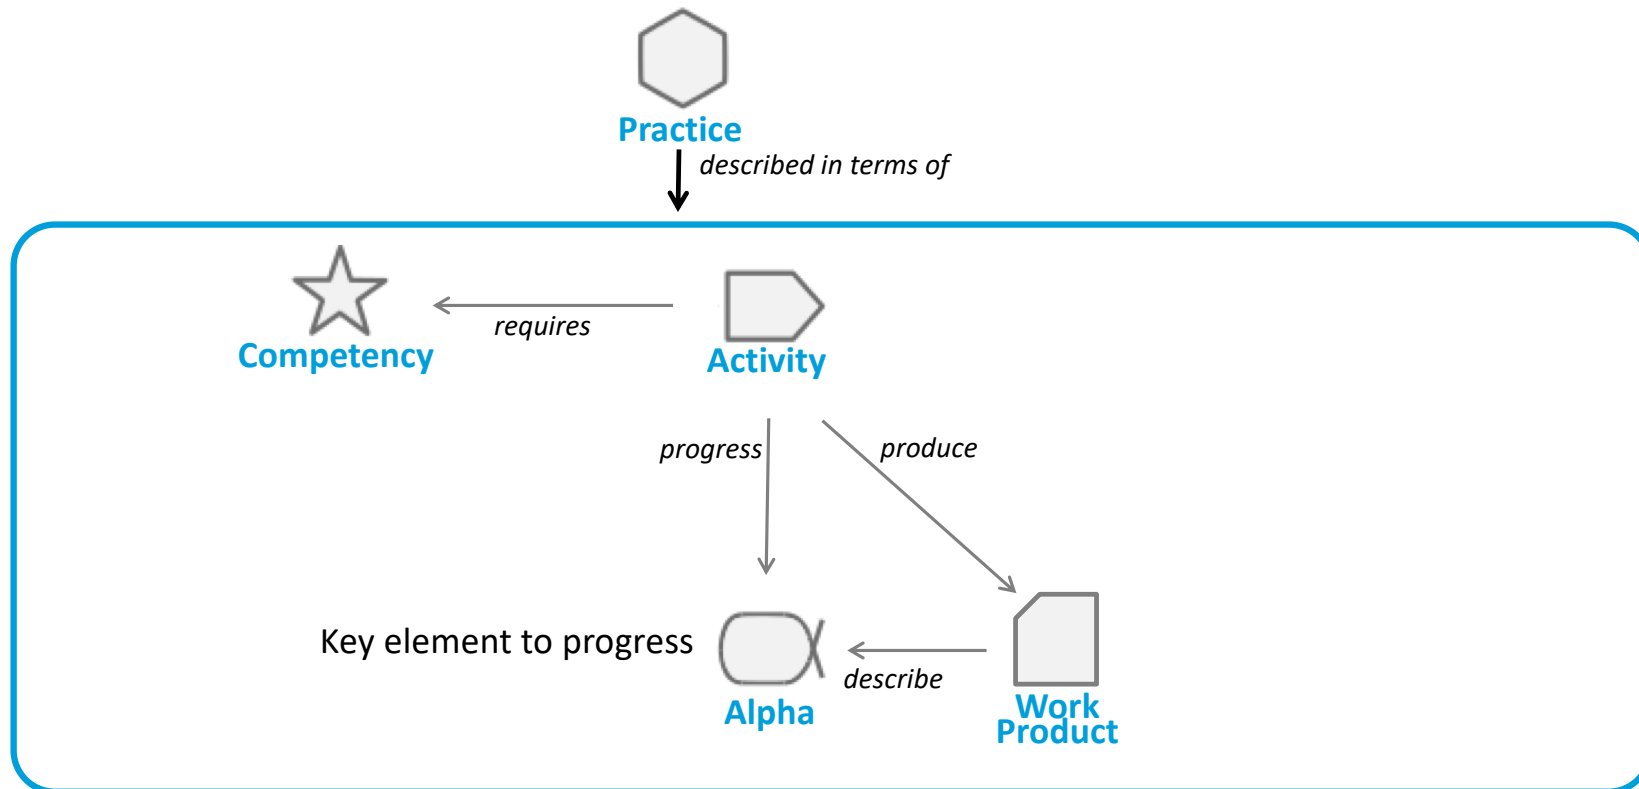 Practice
described in terms of
requires
Competency
Activity
progress
produce
Key element to progress
describe
Alpha
Work
Product